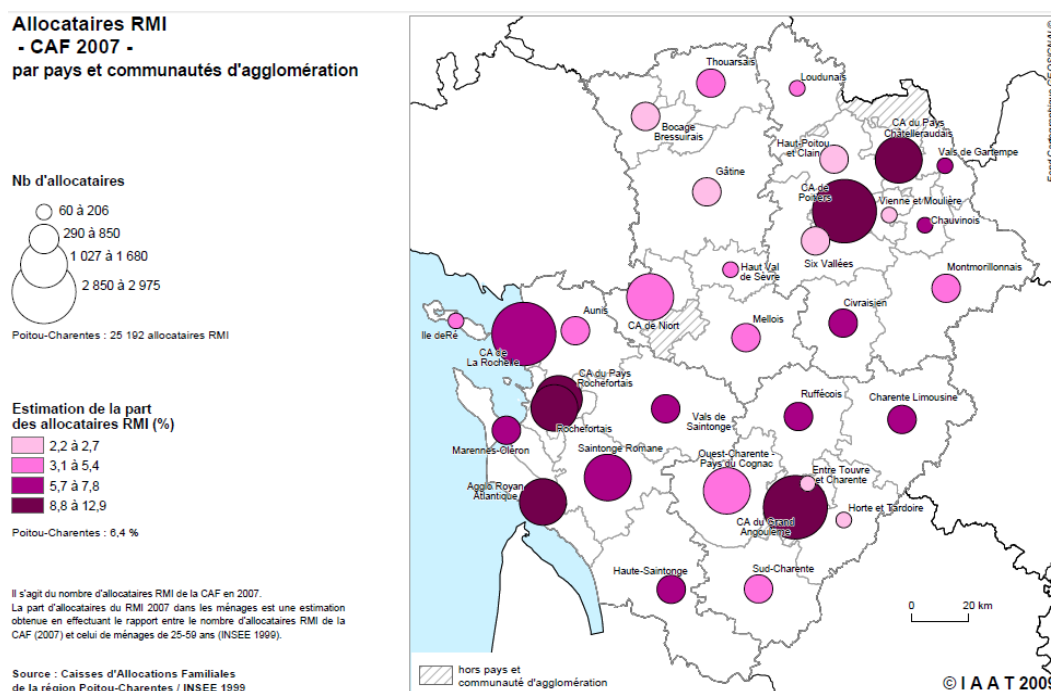 Allocataires RMI
- CAF 2007 -
par pays et communautés d'agglomération
Nb d'allocataires
60 à 206
290 à 850
1 027 à 1 680
2 850 à 2 975
Poitou-Charentes : 25 192 allocataires RMI
Estimation de la part
des allocataires RMI (%)
2,2 à 2,7
3,1 à 5,4
5,7 à 7,8
8,8 à 12,9
Poitou-Charentes : 6,4 %
Il s'agit du nombre d'allocataires RMI de la CAF en 2007.
La part d'allocataires du RMI 2007 dans les ménages est une estimation
obtenue en effectuant le rapport entre le nombre d'allocataires RMI de la
CAF (2007) et celui de ménages de 25-59 ans (INSEE 1999).
Source : Caisses d'Allocations Familiales
de la région Poitou-Charentes / INSEE 1999
Thouarsais
Loudunais
Bocage
Bressuirais
CA du Pays
Châtelleraudais
Haut-Poitou
et Clain
Vals de Gartempe
Gâtine
CA de
Poitiers
Vienne et Moulière
Chauvinois
Six Vallées
Haut Val
de Sèvre
Montmorillonnais
CA de Niort
Aunis
Ile deRé
Mellois
Civraisien
CA de
La Rochelle
CA du Pays
Rochefortais
Rochefortais
Marennes-Oléron
Vals de
Saintonge
Ruffécois
Charente Limousine
Saintonge Romane
Ouest-Charente -
Pays du Cognac
Entre Touvre
et Charente
Agglo Royan
Atlantique
CA du Grand
Angoulême
Horte et Tardoire
Haute-Saintonge
Sud-Charente
0 20 km
hors pays et
communauté d'agglomération
© I A A T 2009
Fond Cartographique GEOSIGNAL©